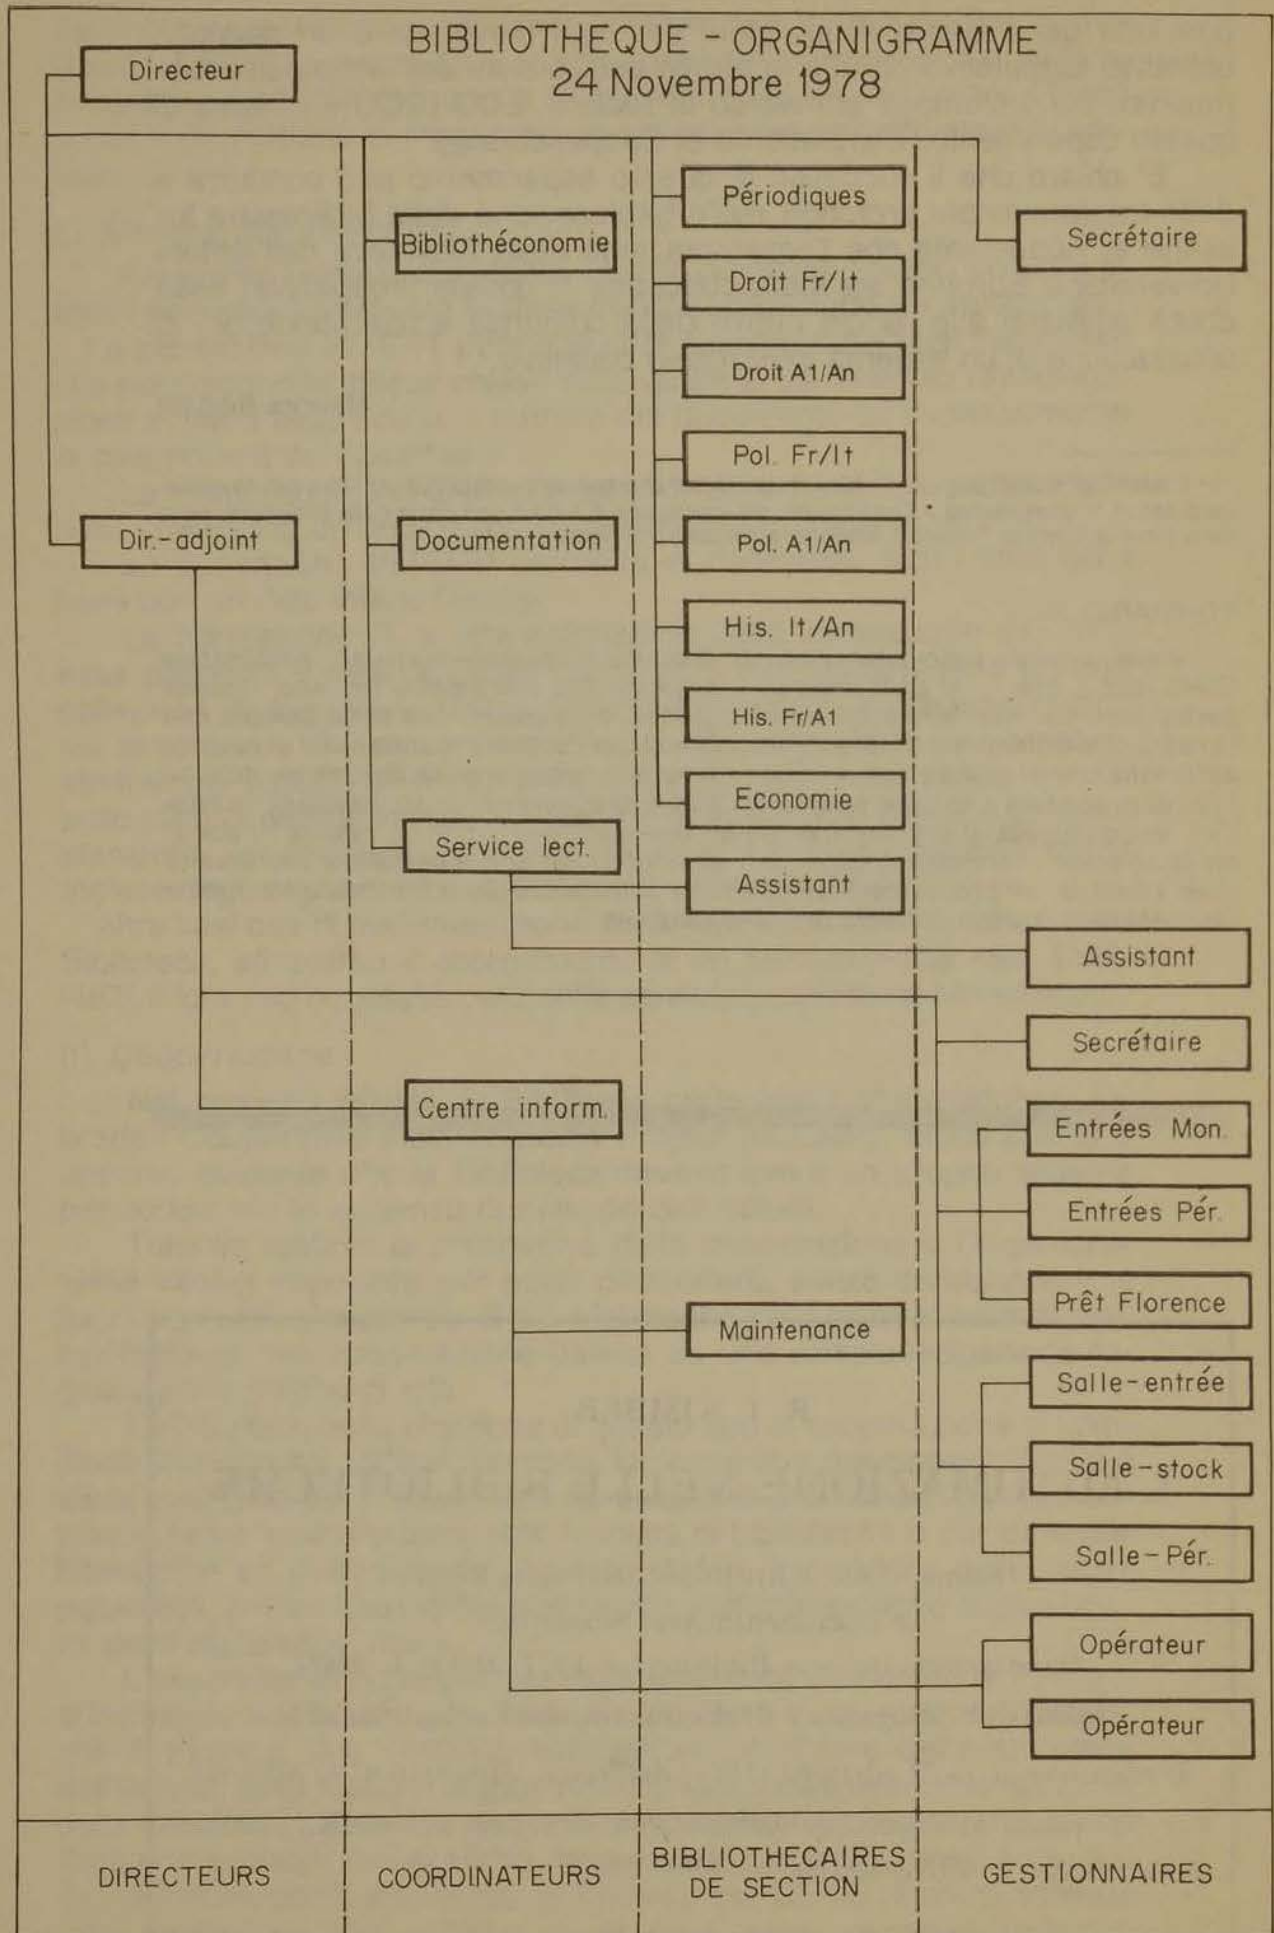 BIBLIOTHEQUE - ORGANIGRAMME
24 Novembre 1978
Directeur
Dir.-adjoint
Bibliothéconomie
Documentation
Service lect.
Centre inform.
Périodiques
Droit Fr/It
Droit A1/An
Pol. Fr/It
Pol. A1/An
His. It/An
His. Fr/A1
Economie
Assistant
Maintenance
Secrétaire
Assistant
Secrétaire
Entrées Mon.
Entrées Pér.
Prêt Florence
Salle-entrée
Salle-stock
Salle-Pér.
Opérateur
Opérateur
DIRECTEURS
COORDINATEURS
BIBLIOTHECAIRES
DE SECTION
GESTIONNAIRES